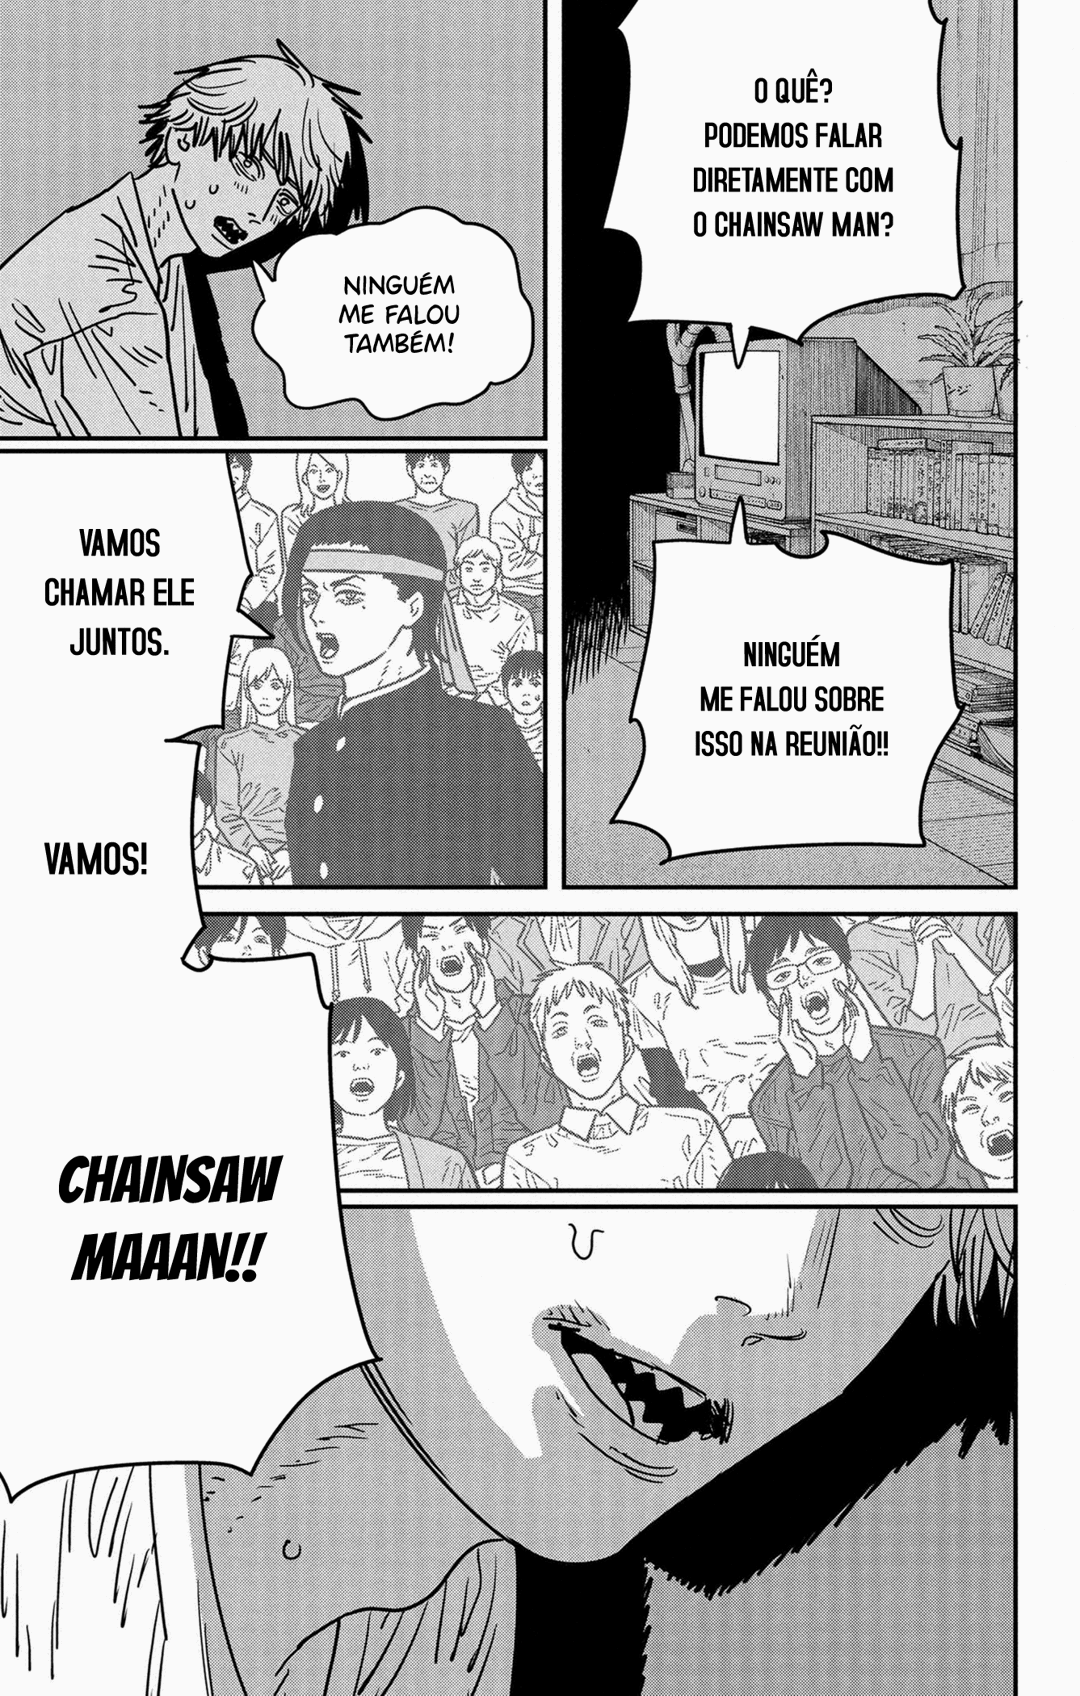 O QUÊ?
PODEMOS FALAR
DIRETAMENTE COM
O CHAINSAW MAN?
NINGUÉM
ME FALOU SOBRE
ISSO NA REUNIÃO!!
NINGUÉM
ME FALOU
TAMBÉM!
VAMOS
CHAMAR ELE
JUNTOS.
VAMOS!
CHAINSAW
MAAAN!!